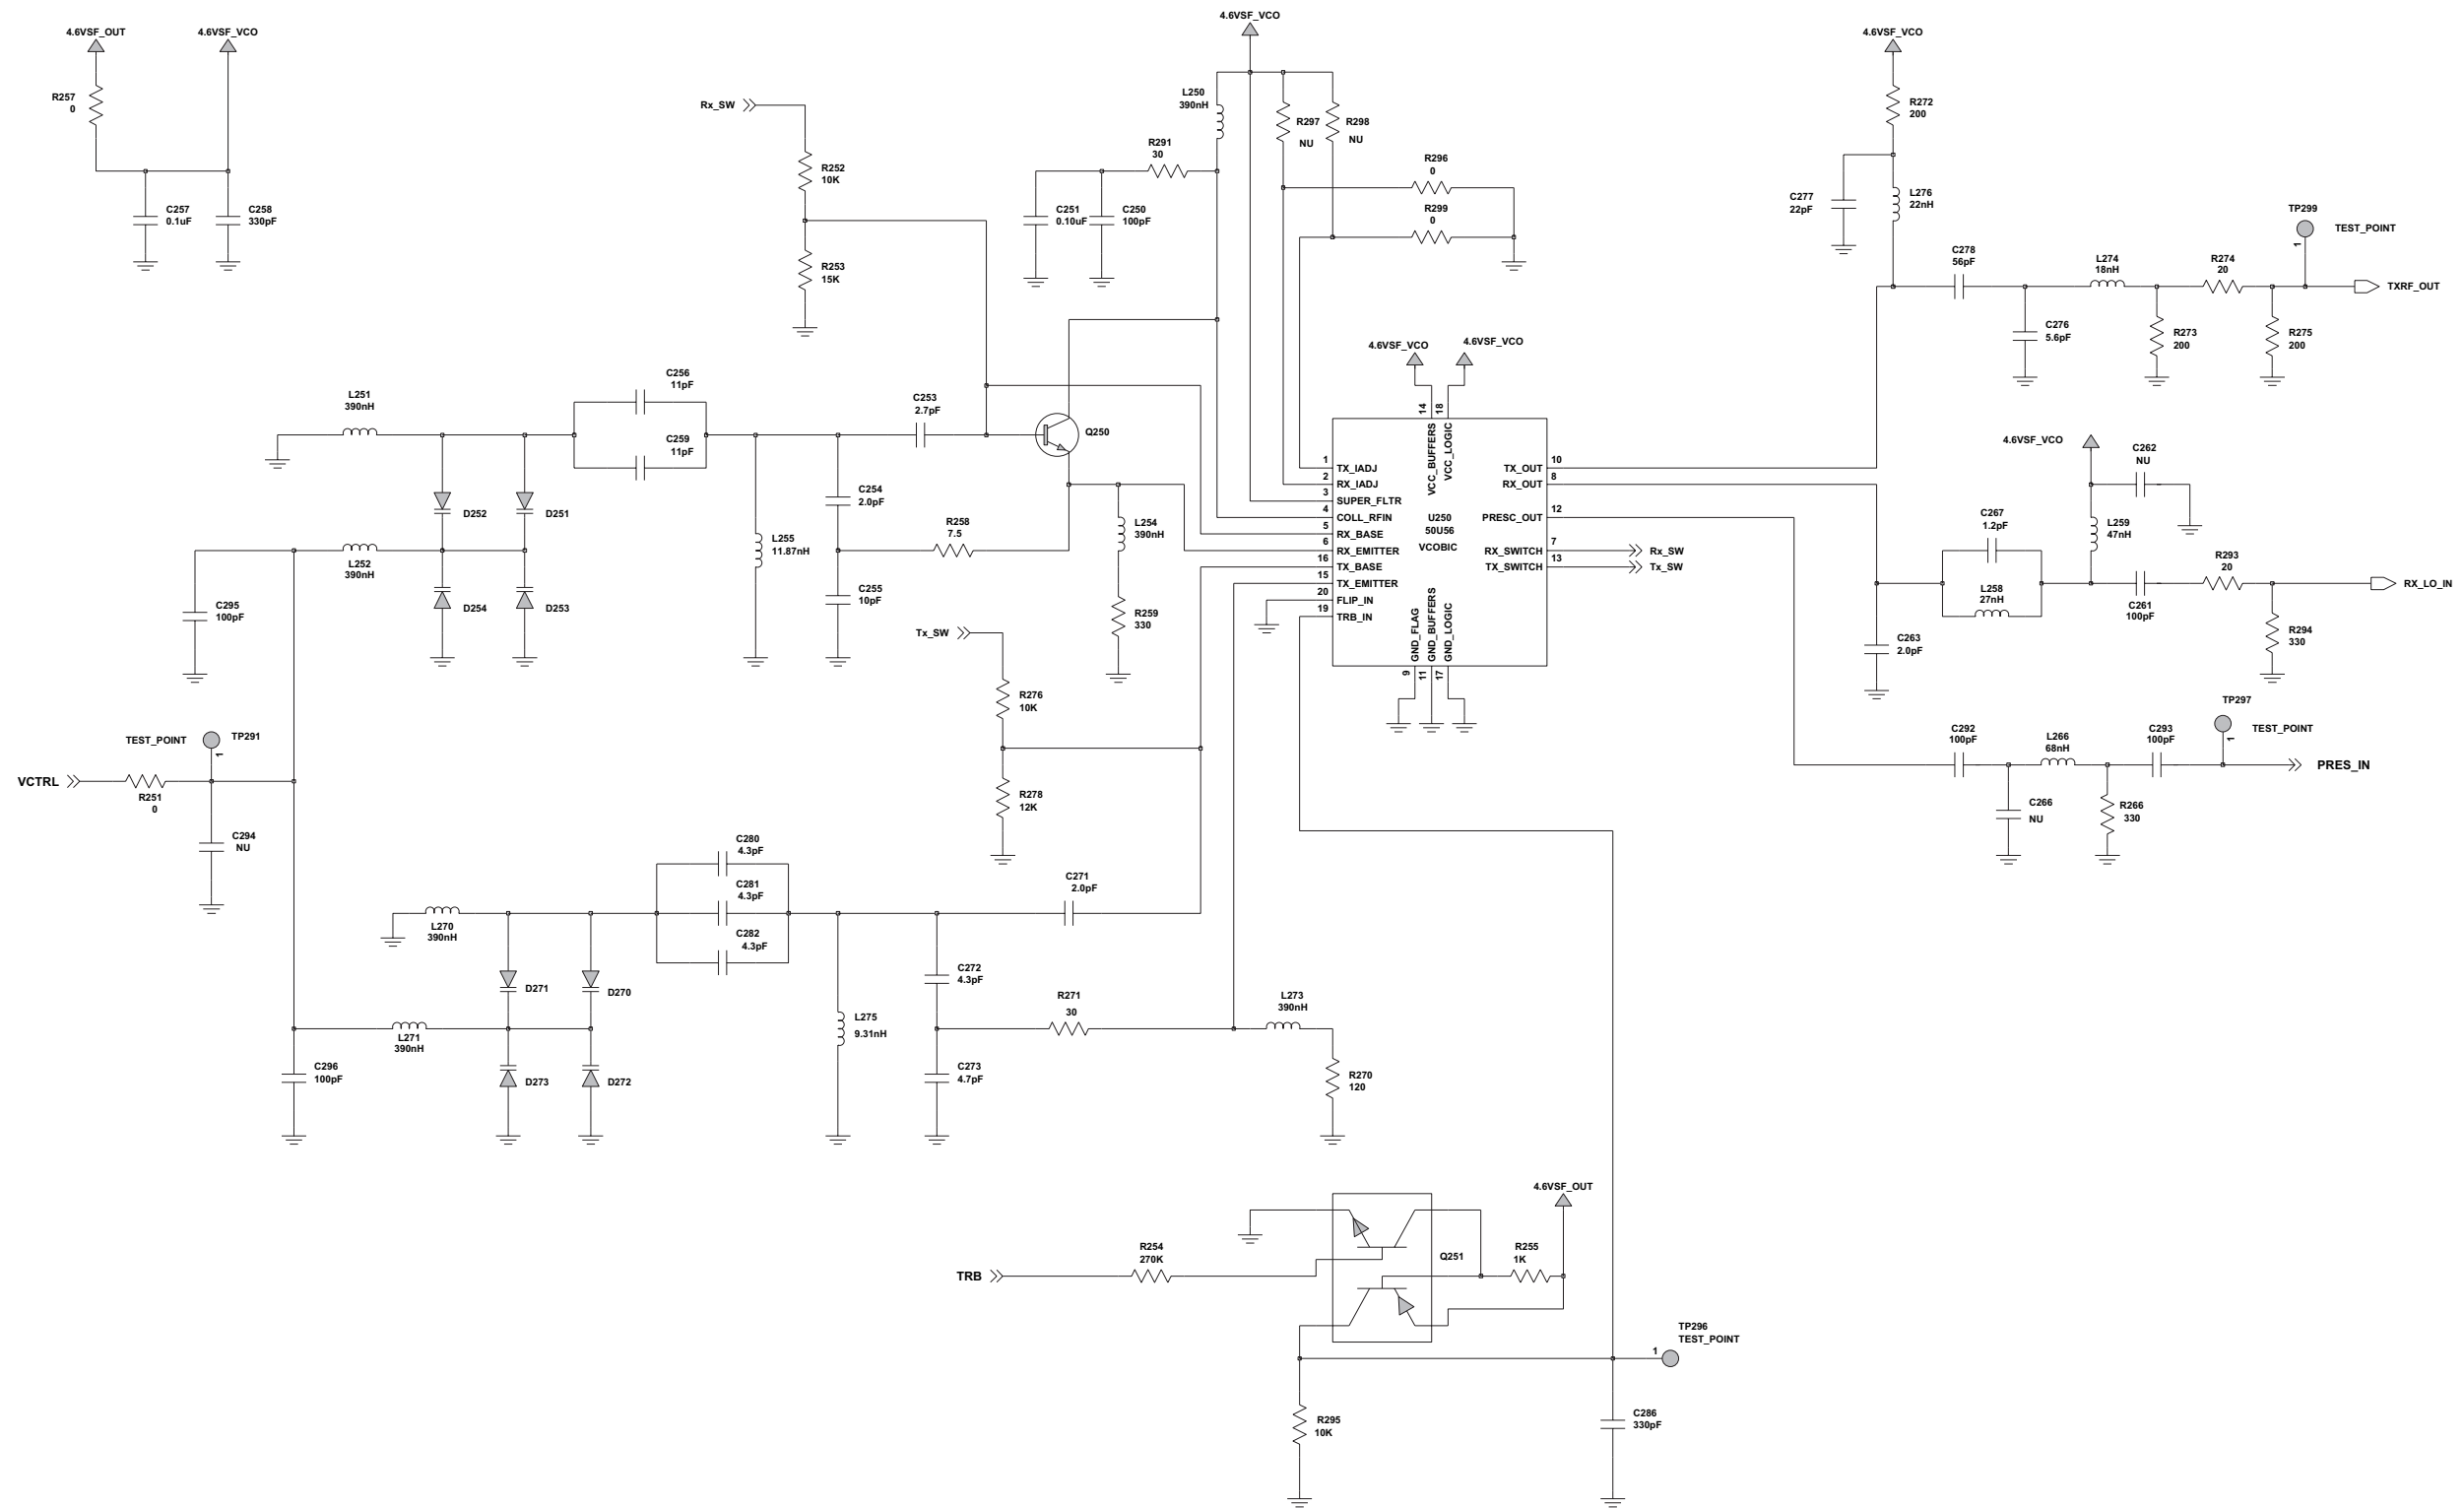 4.6VSF_OUT
4.6VSF_VCO
R257
0
C257
0.1uF
C258
330pF
Rx_SW
R252
10K
R253
15K
4.6VSF_VCO
L250
390nH
R297
NU
R298
NU
R291
30
C251
0.10uF
C250
100pF
R296
0
R299
0
4.6VSF_VCO
R272
200
C277
22pF
L276
22nH
C278
56pF
C276
5.6pF
L274
18nH
R273
200
R274
20
R275
200
TP299
TEST_POINT
1
TXRF_OUT
L251
390nH
C256
11pF
C259
11pF
C253
2.7pF
Q250
D252
D251
L252
390nH
D254
D253
C295
100pF
L255
11.87nH
C254
2.0pF
C255
10pF
R258
7.5
L254
390nH
R259
330
4.6VSF_VCO
4.6VSF_VCO
14
18
VCC_BUFFERS
VCC_LOGIC
1
TX_IADJ
2
RX_IADJ
3
SUPER_FLTR
4
COLL_RFIN
5
RX_BASE
6
RX_EMITTER
16
TX_BASE
15
TX_EMITTER
20
FLIP_IN
19
TRB_IN
U250
50U56
VCOBIC
TX_OUT
10
RX_OUT
8
PRESC_OUT
12
RX_SWITCH
7
Rx_SW
TX_SWITCH
13
Tx_SW
GND_FLAG
GND_BUFFERS
GND_LOGIC
9
11
17
4.6VSF_VCO
C262
NU
L259
47nH
C267
1.2pF
L258
27nH
C263
2.0pF
C261
100pF
R293
20
R294
330
RX_LO_IN
Tx_SW
R276
10K
R278
12K
TEST_POINT
TP291
1
VCTRL
R251
0
C294
NU
C292
100pF
C266
NU
L266
68nH
R266
330
C293
100pF
TP297
TEST_POINT
1
PRES_IN
C280
4.3pF
C281
4.3pF
C282
4.3pF
C271
2.0pF
L270
390nH
D271
D270
L271
390nH
D273
D272
C296
100pF
L275
9.31nH
C272
4.3pF
C273
4.7pF
R271
30
L273
390nH
R270
120
4.6VSF_OUT
TRB
R254
270K
Q251
R255
1K
TP296
TEST_POINT
1
R295
10K
C286
330pF